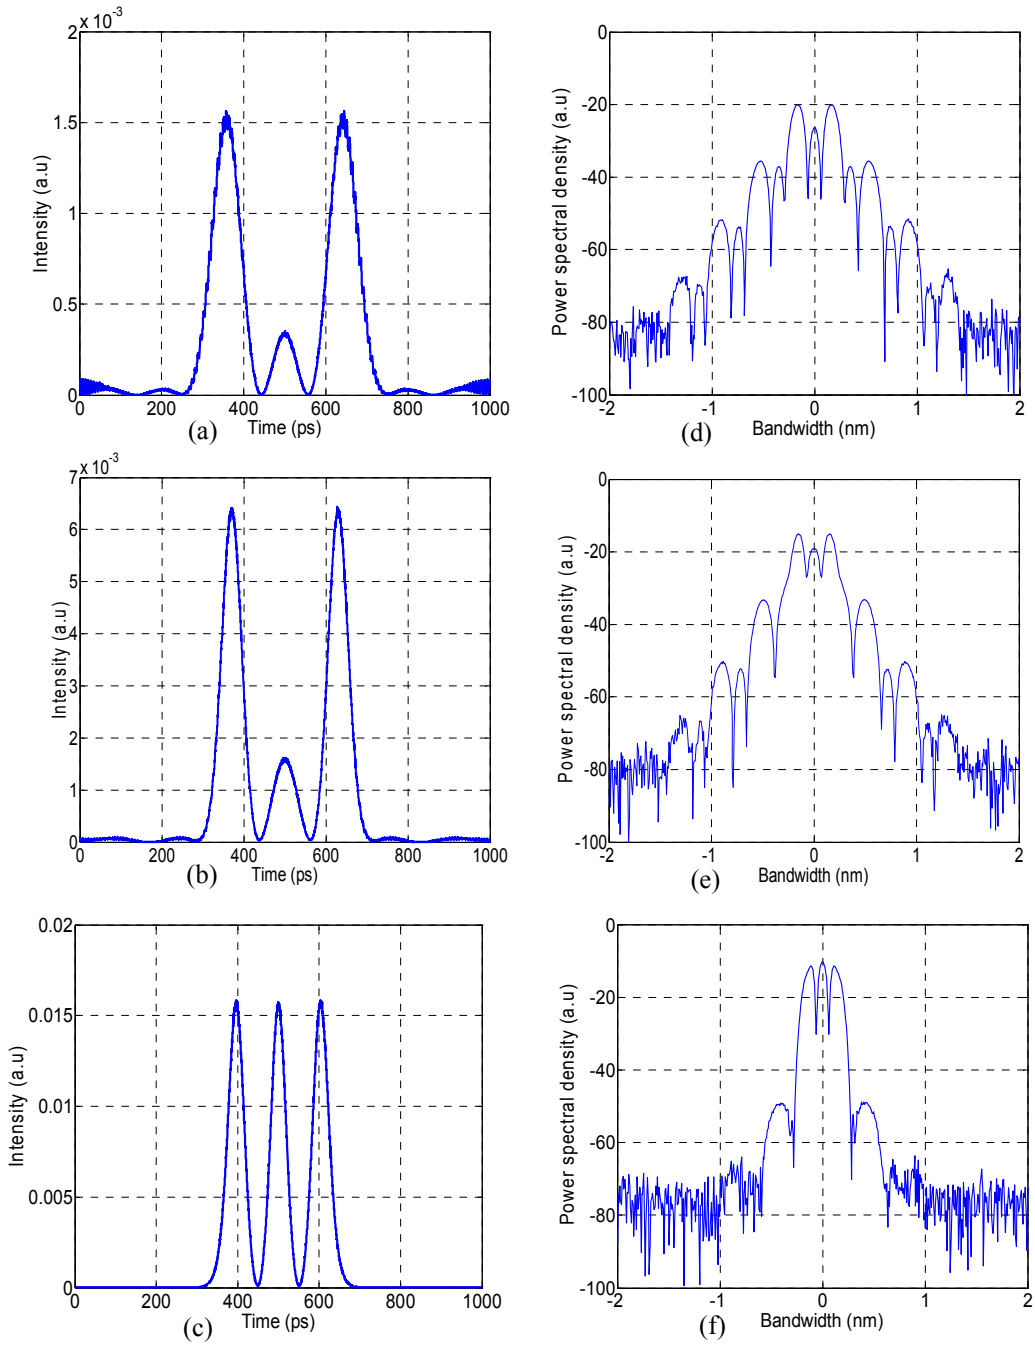 2 x 10^-3
1.5
1
0.5
0
Intensity (a.u)
0 200 400 600 800 1000
Time (ps)
(a)
0
-20
-40
-60
-80
-100
Power spectral density (a.u)
-2 -1 0 1 2
Bandwidth (nm)
(d)
7 x 10^-3
6
5
4
3
2
1
0
Intensity (a.u)
0 200 400 600 800 1000
Time (ps)
(b)
0
-20
-40
-60
-80
-100
Power spectral density (a.u)
-2 -1 0 1 2
Bandwidth (nm)
(e)
0.02
0.015
0.01
0.005
0
Intensity (a.u)
0 200 400 600 800 1000
Time (ps)
(c)
0
-20
-40
-60
-80
-100
Power spectral density (a.u)
-2 -1 0 1 2
Bandwidth (nm)
(f)